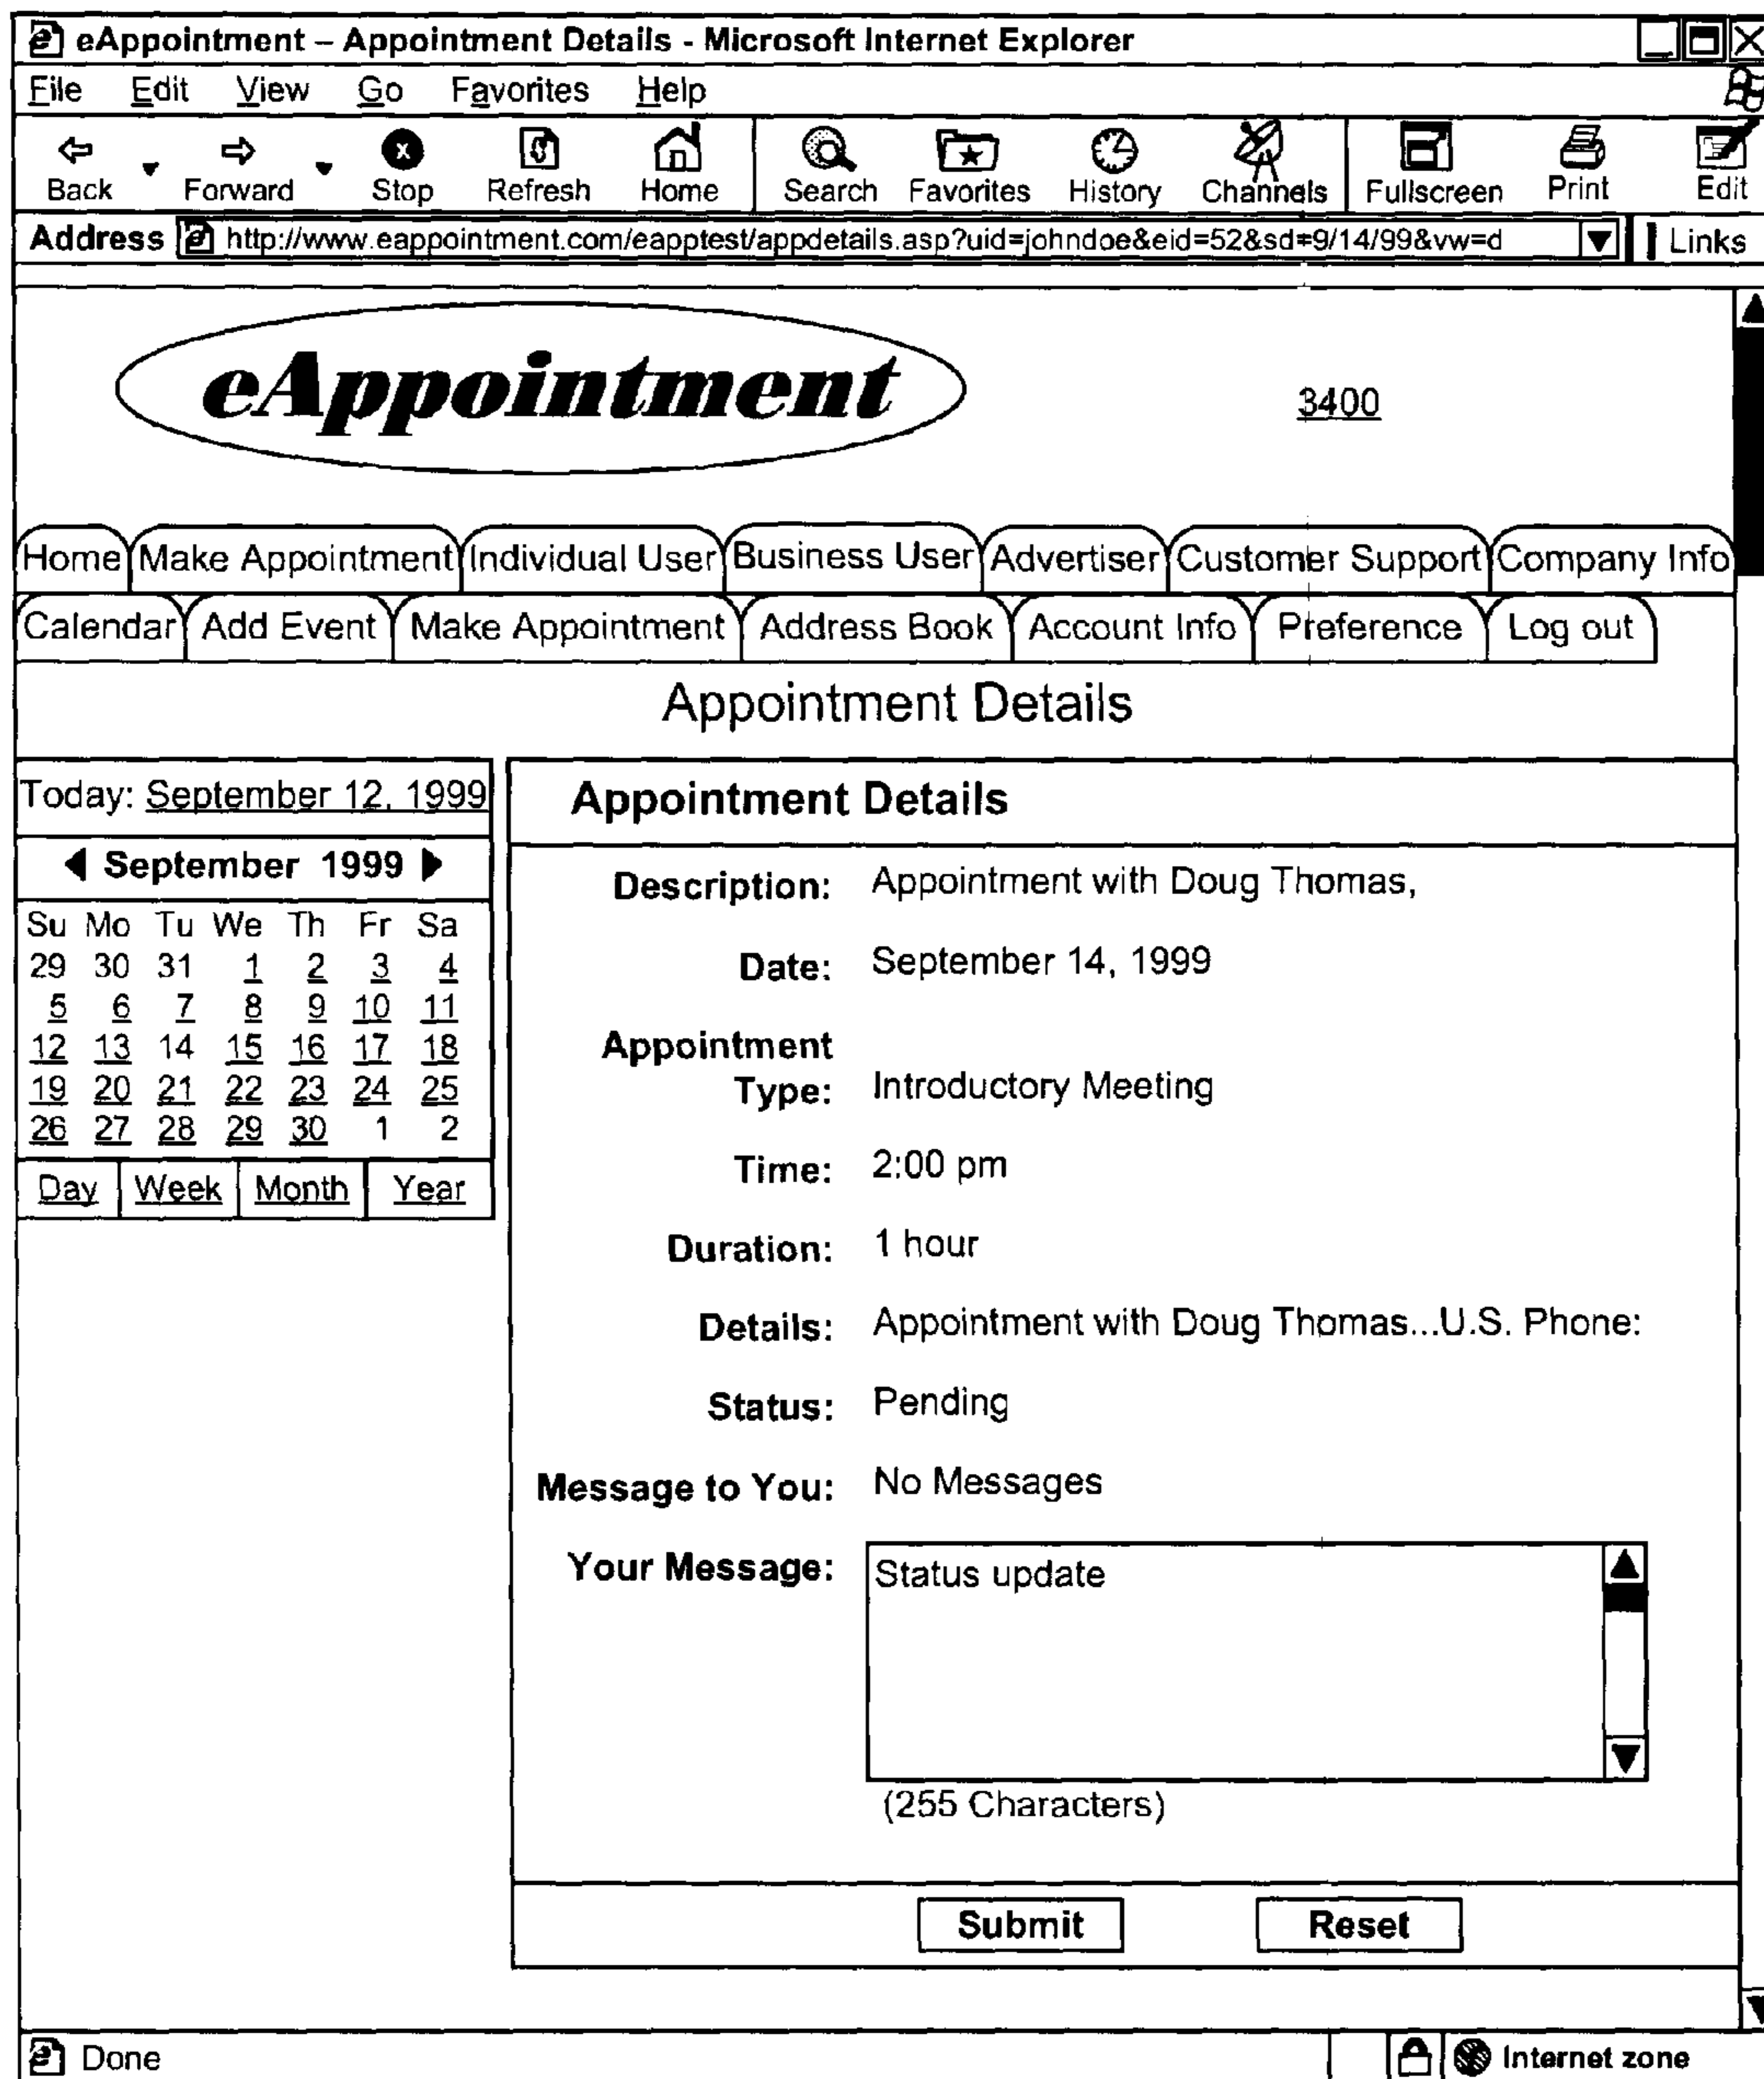 eAppointment – Appointment Details - Microsoft Internet Explorer
File Edit View Go Favorites Help
Back Forward Stop Refresh Home Search Favorites History Channels Fullscreen Print Edit
Address http://www.eappointment.com/eapptest/appdetails.asp?uid=johndoe&eid=52&sd=9/14/99&vw=d Links
eAppointment
3400
Home Make Appointment Individual User Business User Advertiser Customer Support Company Info
Calendar Add Event Make Appointment Address Book Account Info Preference Log out
Appointment Details
Today: September 12, 1999
September 1999
Su Mo Tu We Th Fr Sa
29 30 31 1 2 3 4
5 6 7 8 9 10 11
12 13 14 15 16 17 18
19 20 21 22 23 24 25
26 27 28 29 30 1 2
Day Week Month Year
Appointment Details
Description: Appointment with Doug Thomas,
Date: September 14, 1999
Appointment
Type: Introductory Meeting
Time: 2:00 pm
Duration: 1 hour
Details: Appointment with Doug Thomas...U.S. Phone:
Status: Pending
Message to You: No Messages
Your Message: Status update
(255 Characters)
Submit Reset
Done Internet zone